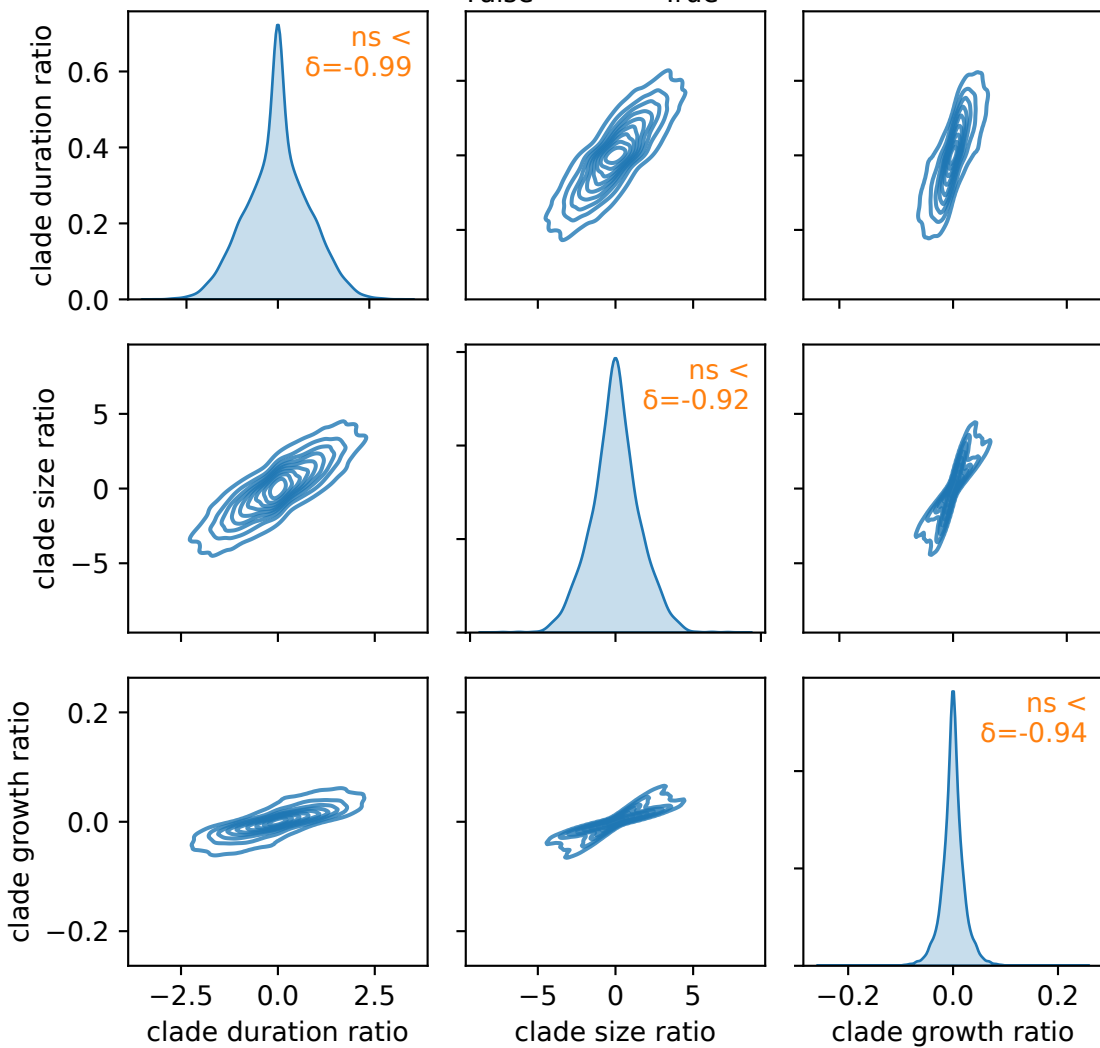 True
clade duration ratio
0.6
0.4
0.2
0.0
ns <
δ=-0.99
clade size ratio
5
0
−5
ns <
δ=-0.92
clade growth ratio
0.2
0.0
−0.2
ns <
δ=-0.94
−2.5 0.0 2.5
−5 0 5
−0.2 0.0 0.2
clade duration ratio
clade size ratio
clade growth ratio